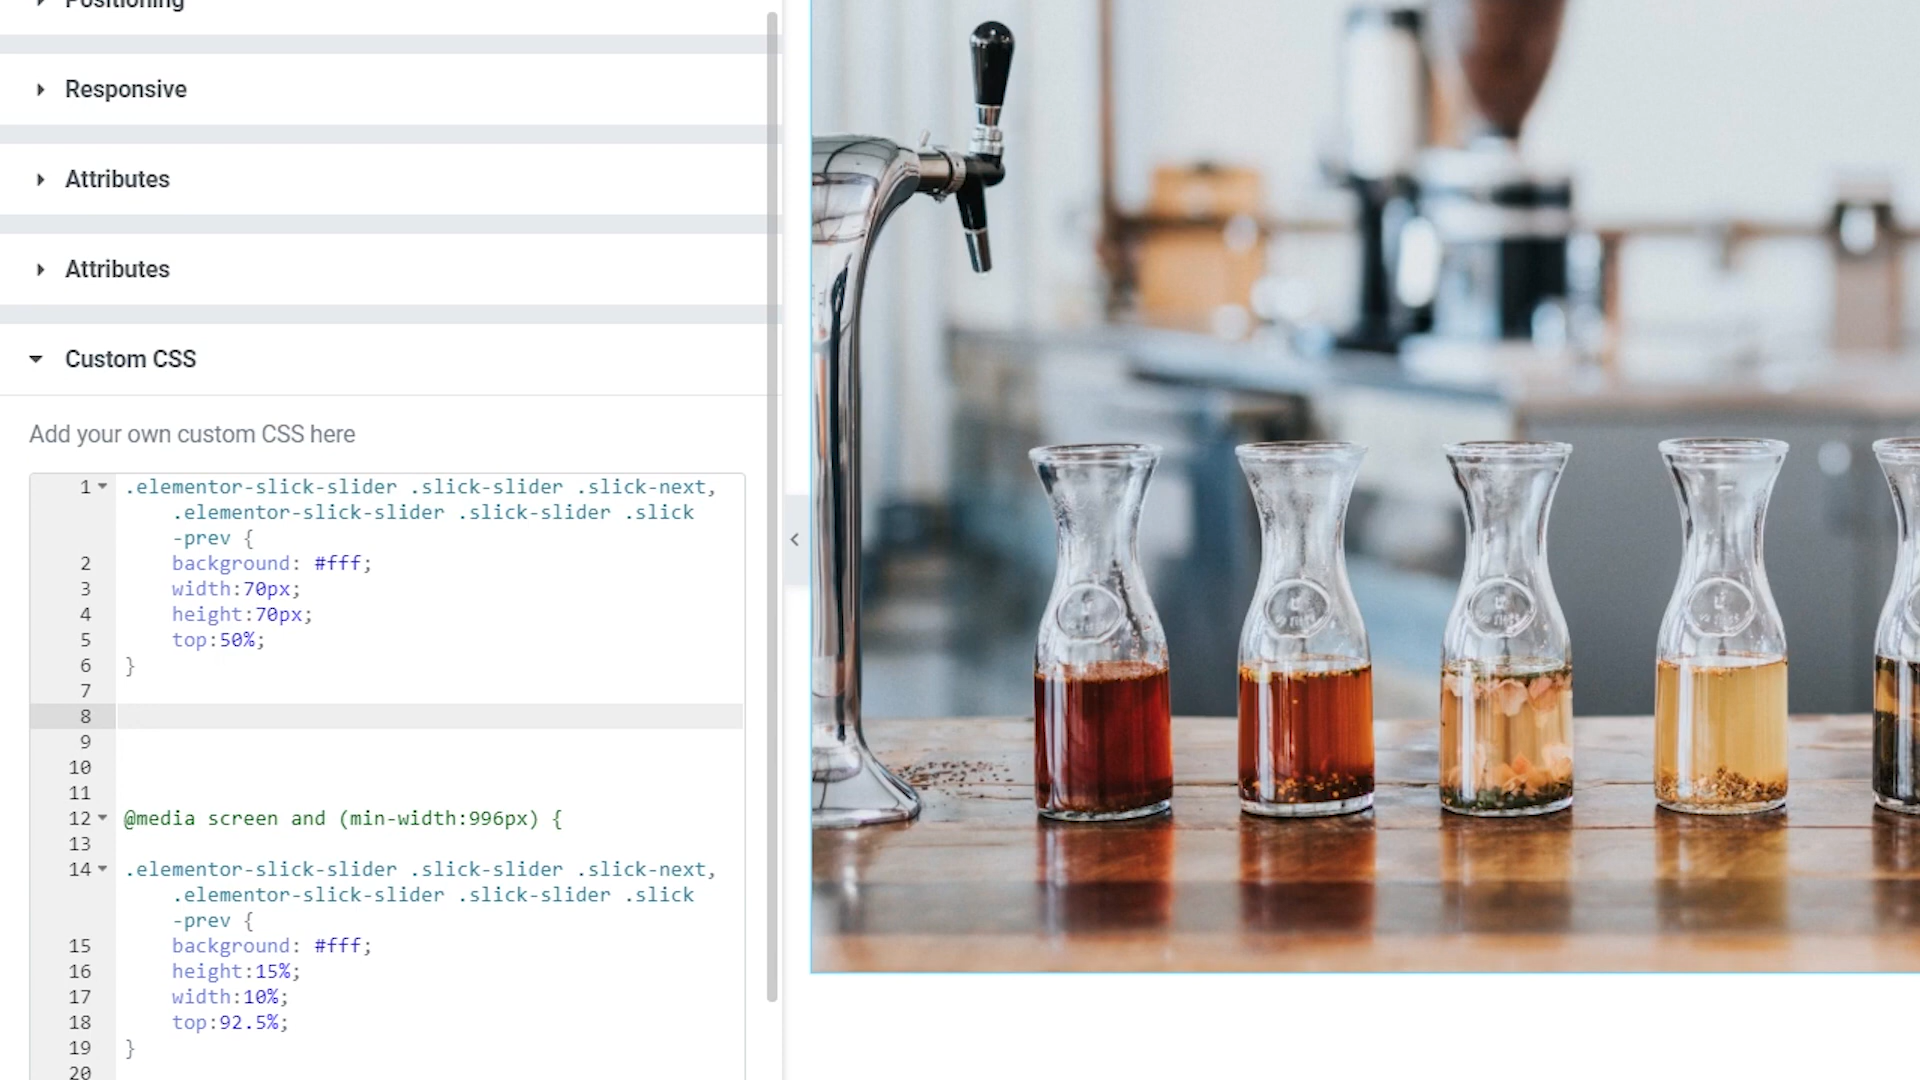 Positioning
Responsive
Attributes
Attributes
Custom CSS
Add your own custom CSS here
1 .elementor-slick-slider .slick-slider .slick-next,
.elementor-slick-slider .slick-slider .slick
-prev {
2 background: #fff;
3 width:70px;
4 height:70px;
5 top:50%;
6 }
7
8
9
10
11
12 @media screen and (min-width:996px) {
13
14 .elementor-slick-slider .slick-slider .slick-next,
.elementor-slick-slider .slick-slider .slick
-prev {
15 background: #fff;
16 height:15%;
17 width:10%;
18 top:92.5%;
19 }
20